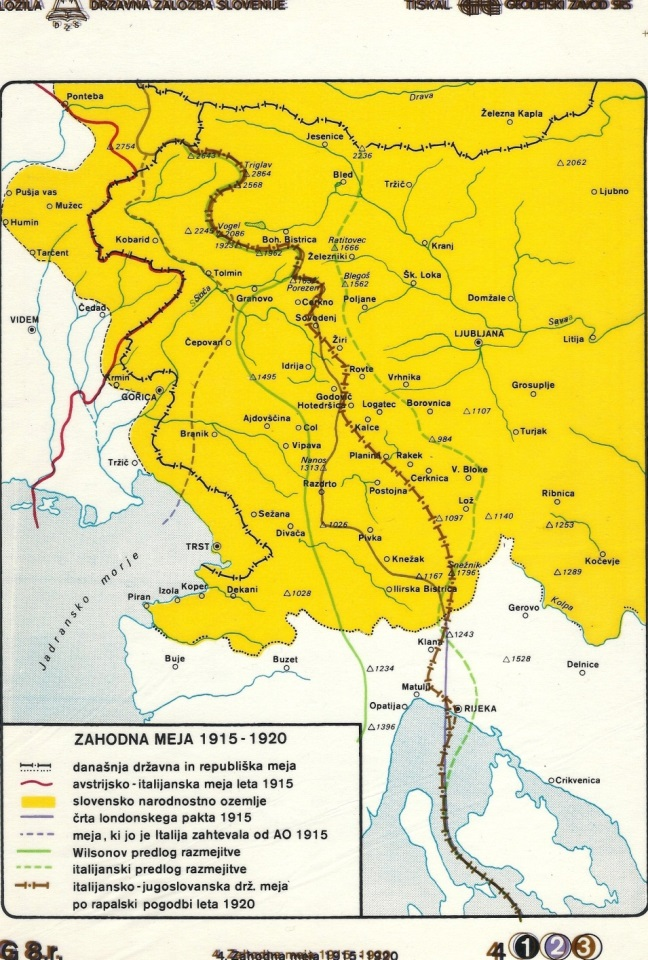 ZALOŽILA DRŽAVNA ZALOŽBA SLOVENIJE TISKAL GEODETSKI ZAVOD SRS
DZS
Ponteba
Drava
Železna Kapla
Jesenice
2754
2643
2236
2062
Triglav
2864
2568
Bled
Tržič
Ljubno
Pušja vas
Mužec
Humin
Kobarid
2245
Vogel
1923
2086
Boh. Bistrica
1562
Ratitovec
1666
Kranj
Železniki
Tarčent
Tolmin
Porezen
Blegoš
1562
Šk. Loka
Soča
Granovo
Cerkno
Poljane
Domžale
Čedad
Sovodenj
Sava
VIDEM
LJUBLJANA
Litija
Čepovan
Žiri
Idrija
Rovte
Krmin
1495
Vrhnika
Grosuplje
GORICA
Godovič
Hotedršica
Logatec
Borovnica
1107
Ajdovščina
Col
Kalce
Turjak
Branik
Vipava
984
Tržič
Nanos
1313
Planina
Rakek
Cerknica
V. Bloke
Razdrto
Postojna
Ribnica
Lož
Sežana
1026
1097
1140
1253
Divača
Pivka
TRST
Knežak
Snežnik
1796
Kočevje
1167
1289
Piran
Izola
Koper
Dekani
1028
Ilirska Bistrica
Gerovo
Kolpa
Jadransko morje
Klana
1243
Buje
Buzet
1234
1528
Delnice
Matulji
Opatija
RIJEKA
1396
Crikvenica
ZAHODNA MEJA 1915-1920
današnja državna in republiška meja
avstrijsko-italijanska meja leta 1915
slovensko narodnostno ozemlje
črta londonskega pakta 1915
meja, ki jo je Italija zahtevala od AO 1915
Wilsonov predlog razmejitve
italijanski predlog razmejitve
italijansko-jugoslovanska drž. meja
po rapalski pogodbi leta 1920
G 8.r. 4. Zahodna meja 1915-1920 4 1 2 3